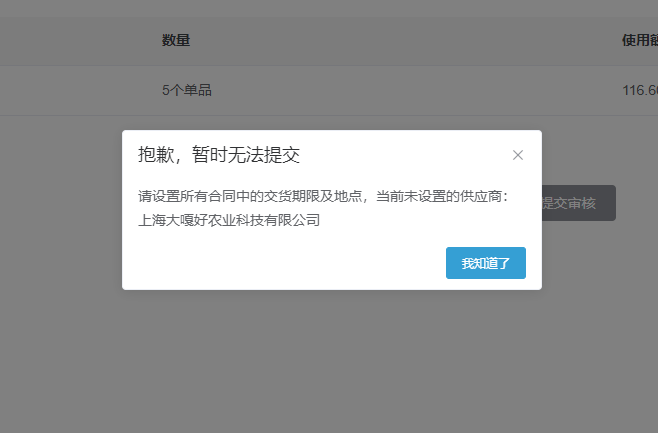 数量
5个单品
抱歉，暂时无法提交
请设置所有合同中的交货期限及地点，当前未设置的供应商：
上海大嘎好农业科技有限公司
提交审核
我知道了